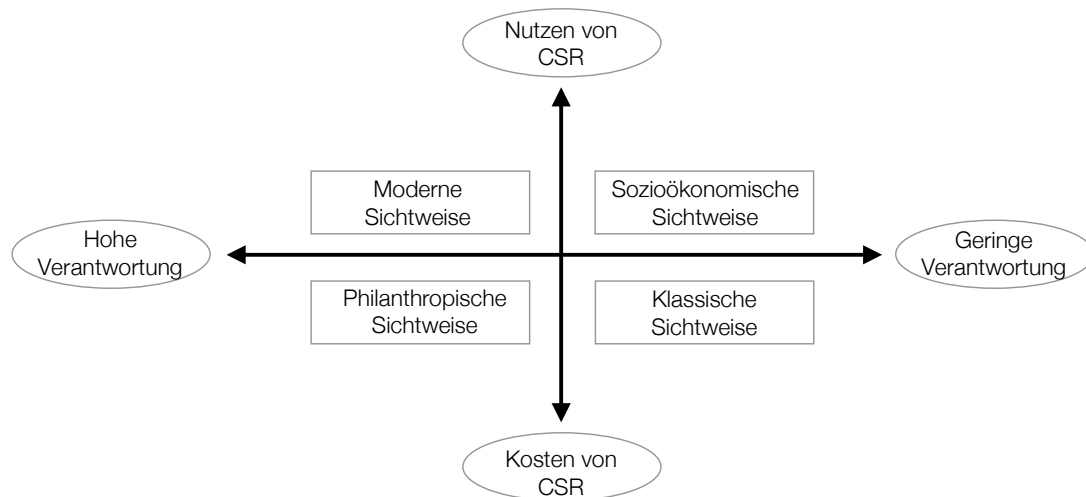 Nutzen von
CSR
Moderne
Sichtweise
Sozioökonomische
Sichtweise
Hohe
Verantwortung
Geringe
Verantwortung
Philanthropische
Sichtweise
Klassische
Sichtweise
Kosten von
CSR